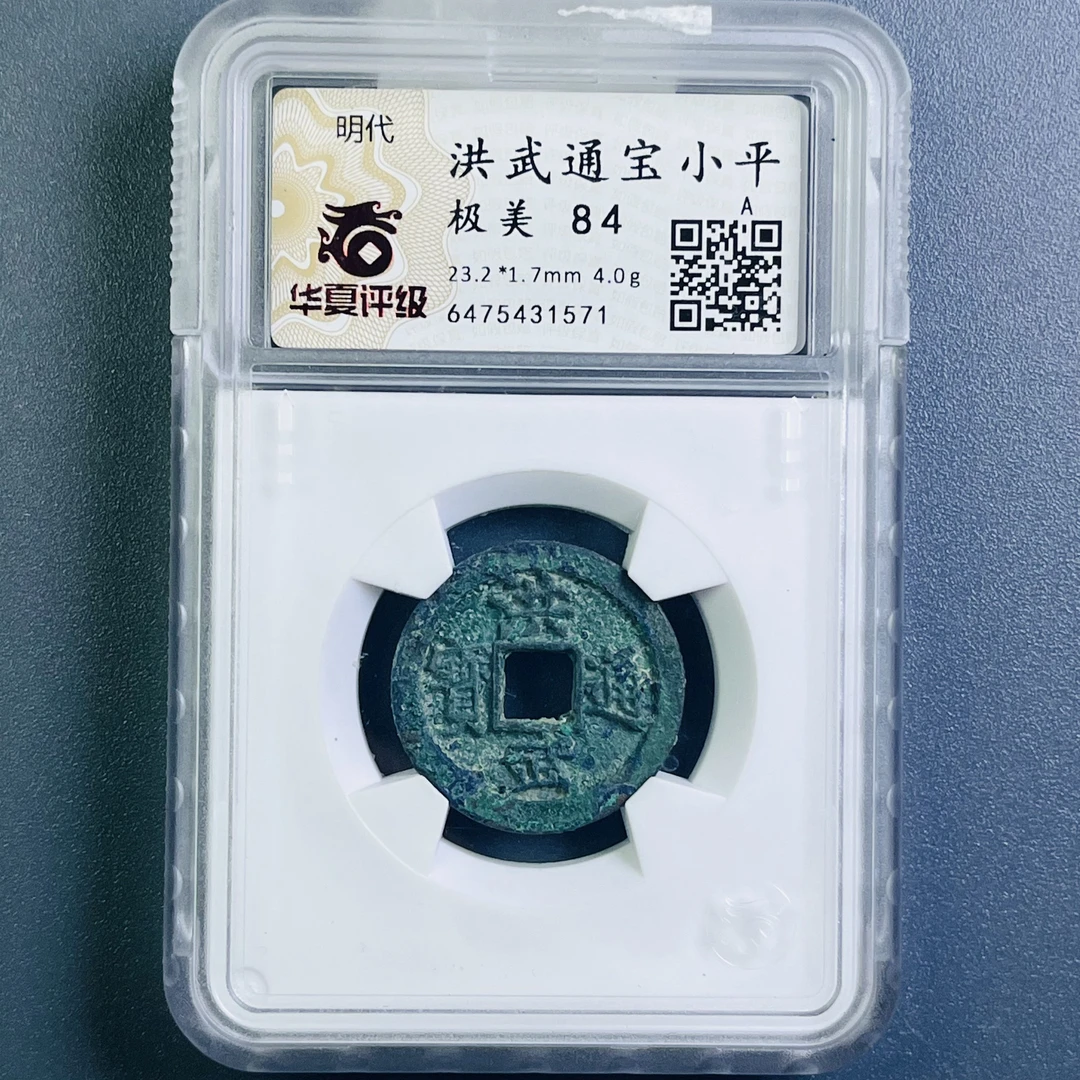 明代
华夏评级
洪武通宝小平
极美 84
23.2*1.7mm 4.0g
6475431571
A
洪
武
通
寳